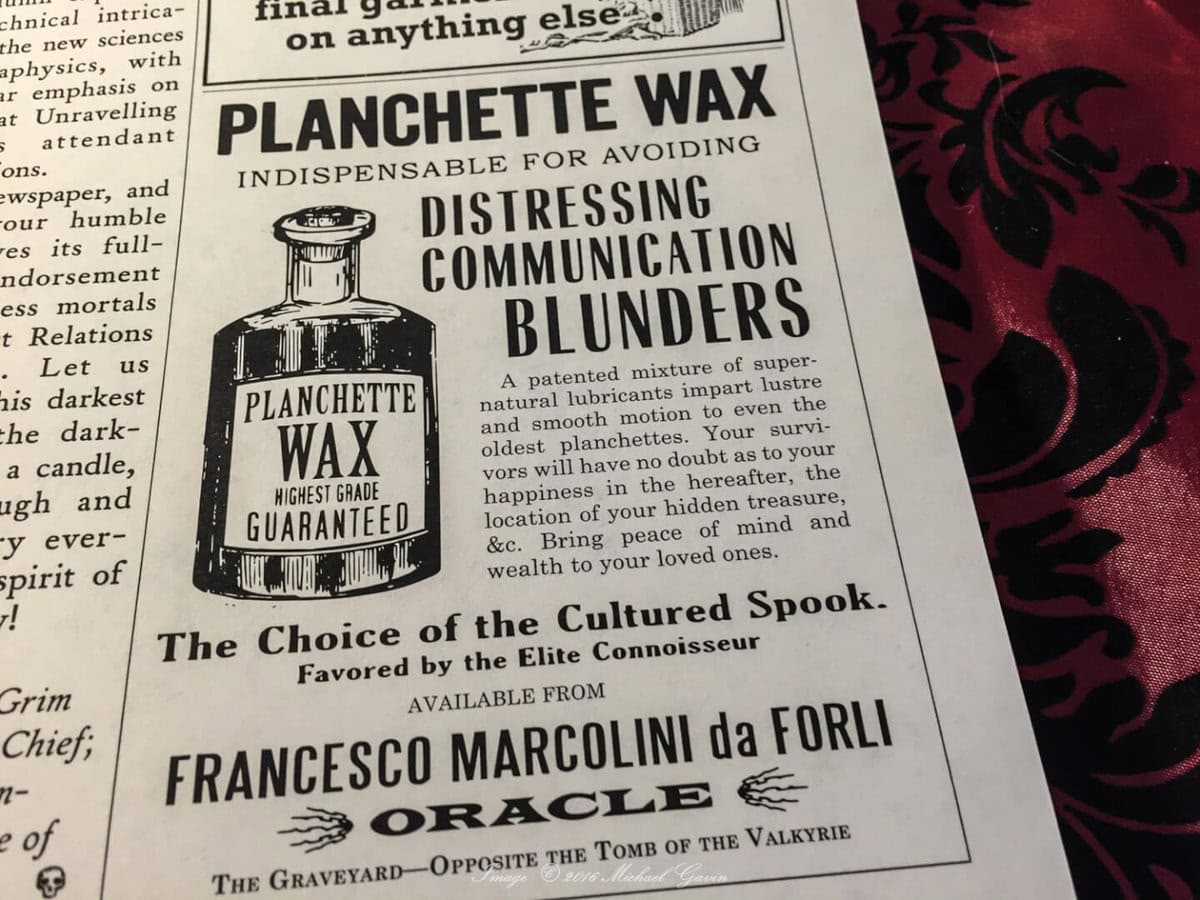 chnical intrica-
the new sciences
aphysics, with
ar emphasis on
at Unravelling
s attendant
ons.
ewspaper, and
our humble
ves its full-
ndorsement
ess mortals
t Relations
. Let us
his darkest
the dark-
a candle,
ugh and
ry ever-
spirit of
y!
Grim
Chief;
n-
e of
final
on anything else.
PLANCHETTE WAX
INDISPENSABLE FOR AVOIDING
DISTRESSING
COMMUNICATION
BLUNDERS
PLANCHETTE
WAX
HIGHEST GRADE
GUARANTEED
A patented mixture of super-
natural lubricants impart lustre
and smooth motion to even the
oldest planchettes. Your survi-
vors will have no doubt as to your
happiness in the hereafter, the
location of your hidden treasure,
&c. Bring peace of mind and
wealth to your loved ones.
The Choice of the Cultured Spook.
Favored by the Elite Connoisseur
AVAILABLE FROM
FRANCESCO MARCOLINI da FORLI
ORACLE
THE GRAVEYARD—OPPOSITE THE TOMB OF THE VALKYRIE
Image © 2016 Michael Gavin